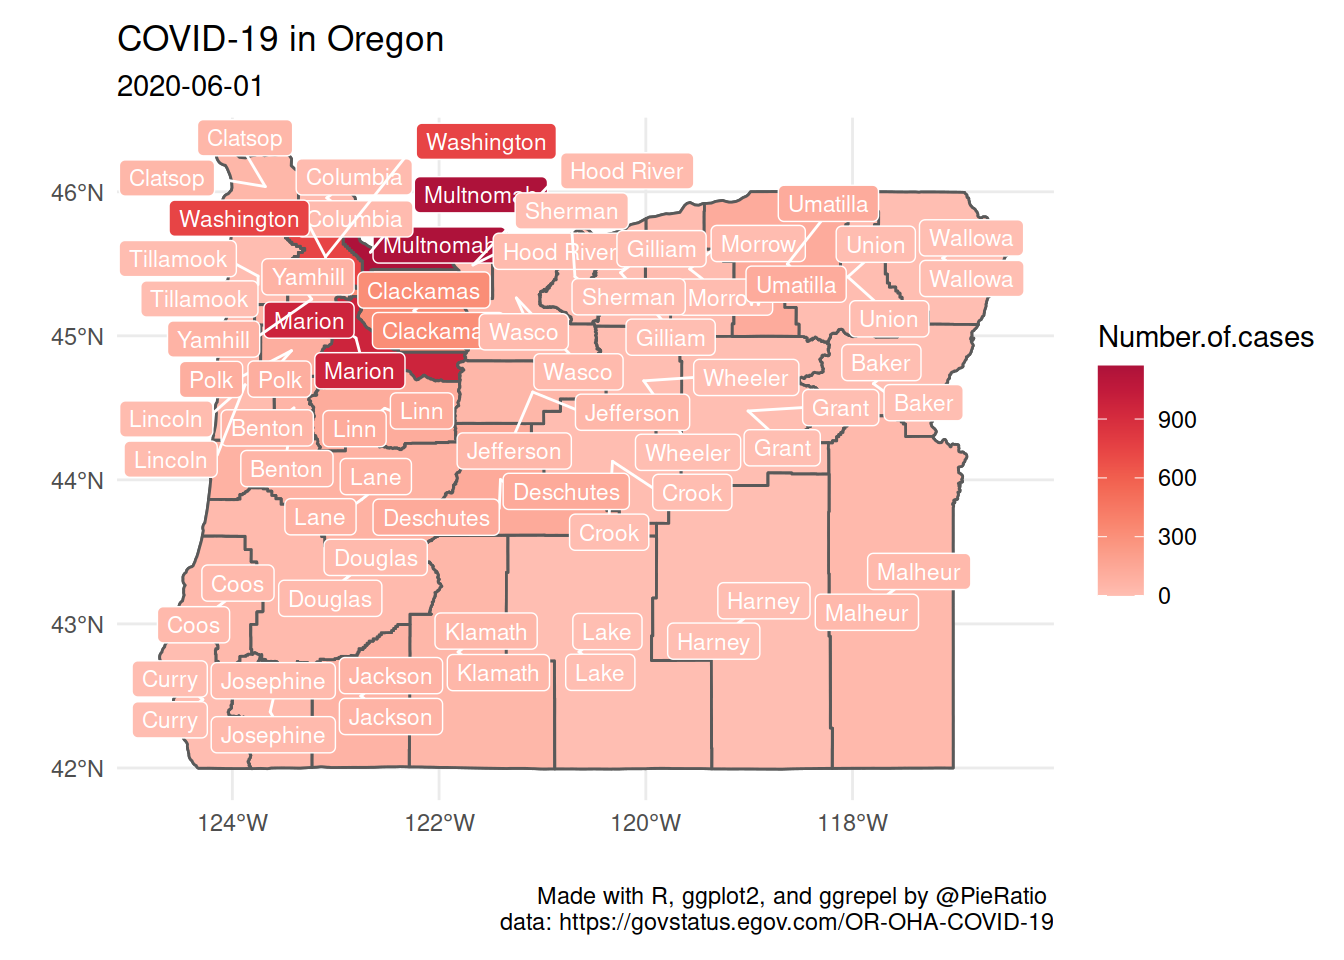 COVID-19 in Oregon
2020-06-01
Clatsop
Washington
Hood River
Clatsop
Columbia
46°N
Multnomah
Sherman
Umatilla
Washington
Columbia
Multnomah
Hood River
Gilliam
Morrow
Union
Wallowa
Tillamook
Yamhill
Clackamas
Sherman
Morrow
Umatilla
Wallowa
Tillamook
Marion
Clackamas
Wasco
Gilliam
Union
45°N
Yamhill
Polk
Polk
Marion
Wasco
Wheeler
Baker
Lincoln
Benton
Linn
Linn
Jefferson
Grant
Baker
Lincoln
Benton
Lane
Jefferson
Wheeler
Grant
44°N
Lane
Deschutes
Deschutes
Crook
Crook
Douglas
Coos
Douglas
Malheur
43°N
Coos
Klamath
Lake
Harney
Harney
Malheur
Curry
Josephine
Jackson
Klamath
Lake
Curry
Josephine
Jackson
42°N
124°W 122°W 120°W 118°W
Number.of.cases
900
600
300
0
Made with R, ggplot2, and ggrepel by @PieRatio
data: https://govstatus.egov.com/OR-OHA-COVID-19